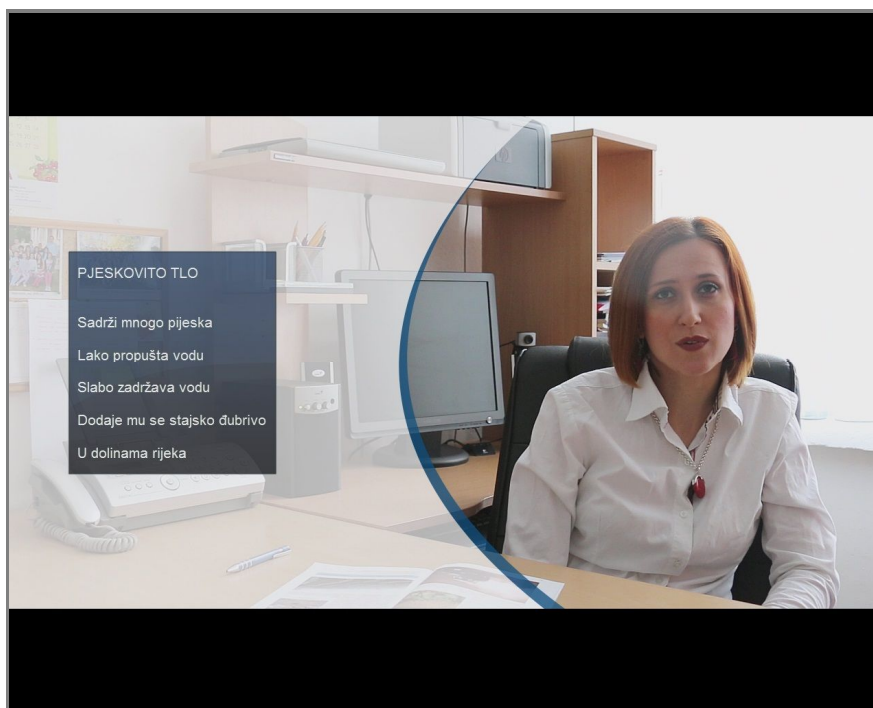 PJESKOVITO TLO
Sadrži mnogo pijeska
Lako propušta vodu
Slabo zadržava vodu
Dodaje mu se stajsko đubrivo
U dolinama rijeka